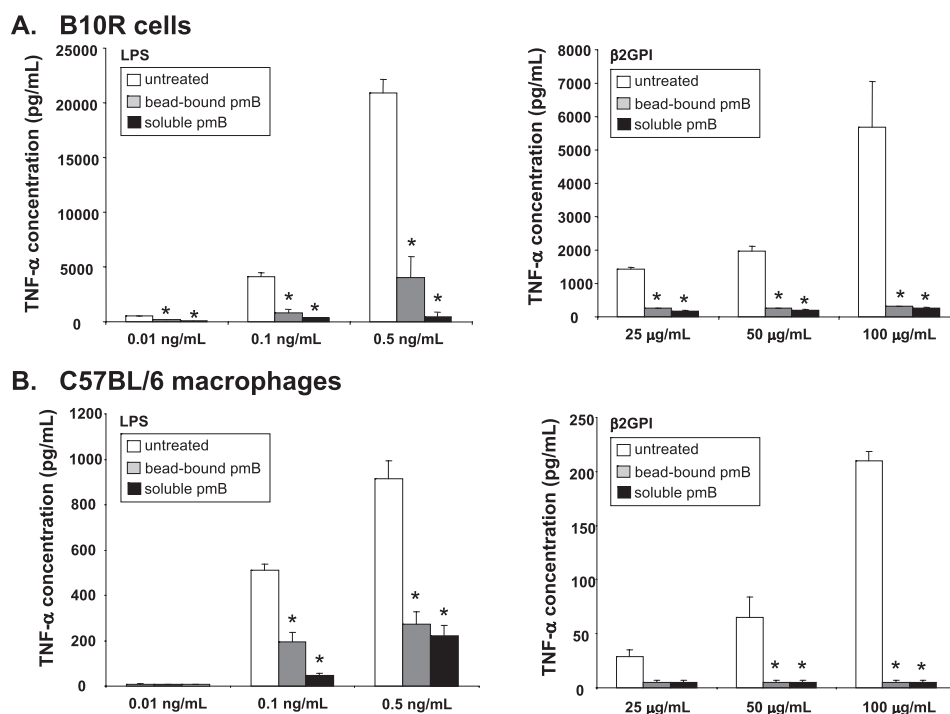 A. B10R cells
LPS
untreated
bead-bound pmB
soluble pmB
TNF-α concentration (pg/mL)
25000
20000
15000
10000
5000
0
* * * * * *
0.01 ng/mL 0.1 ng/mL 0.5 ng/mL
β2GPI
untreated
bead-bound pmB
soluble pmB
TNF-α concentration (pg/mL)
8000
7000
6000
5000
4000
3000
2000
1000
0
* * * * * *
25 µg/mL 50 µg/mL 100 µg/mL
B. C57BL/6 macrophages
LPS
untreated
bead-bound pmB
soluble pmB
TNF-α concentration (pg/mL)
1200
1000
800
600
400
200
0
* * * *
0.01 ng/mL 0.1 ng/mL 0.5 ng/mL
β2GPI
untreated
bead-bound pmB
soluble pmB
TNF-α concentration (pg/mL)
250
200
150
100
50
0
* * * *
25 µg/mL 50 µg/mL 100 µg/mL